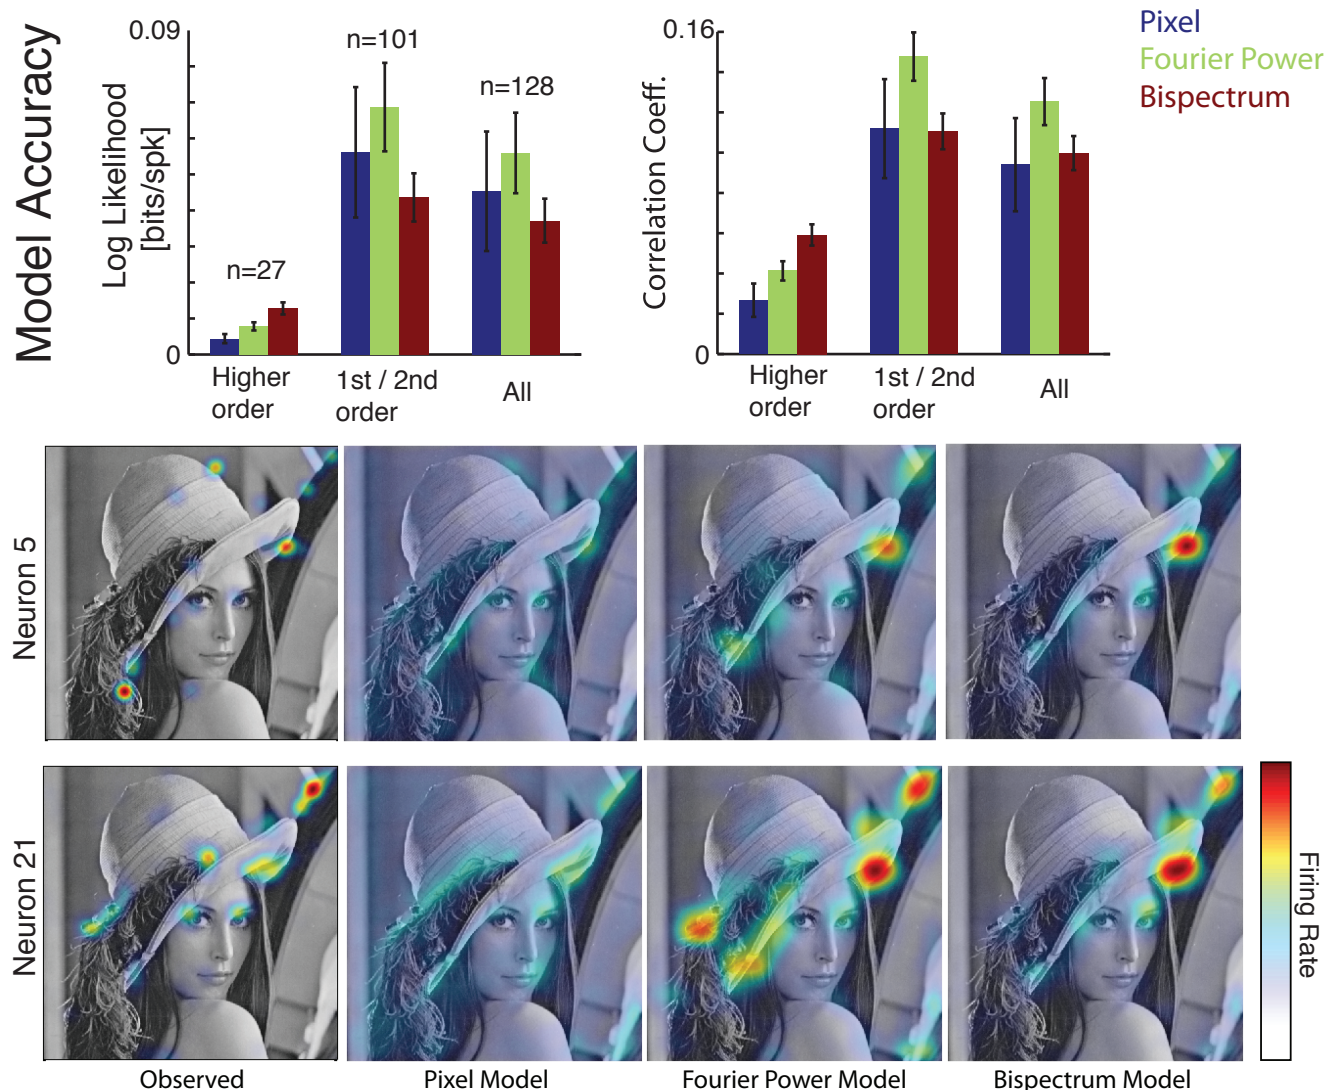 Model Accuracy
Log Likelihood
[bits/spk]
0.09
0
n=27
n=101
n=128
Higher
order
1st / 2nd
order
All
Correlation Coeff.
0.16
0
Higher
order
1st / 2nd
order
All
Pixel
Fourier Power
Bispectrum
Neuron 5
Neuron 21
Observed
Pixel Model
Fourier Power Model
Bispectrum Model
Firing Rate